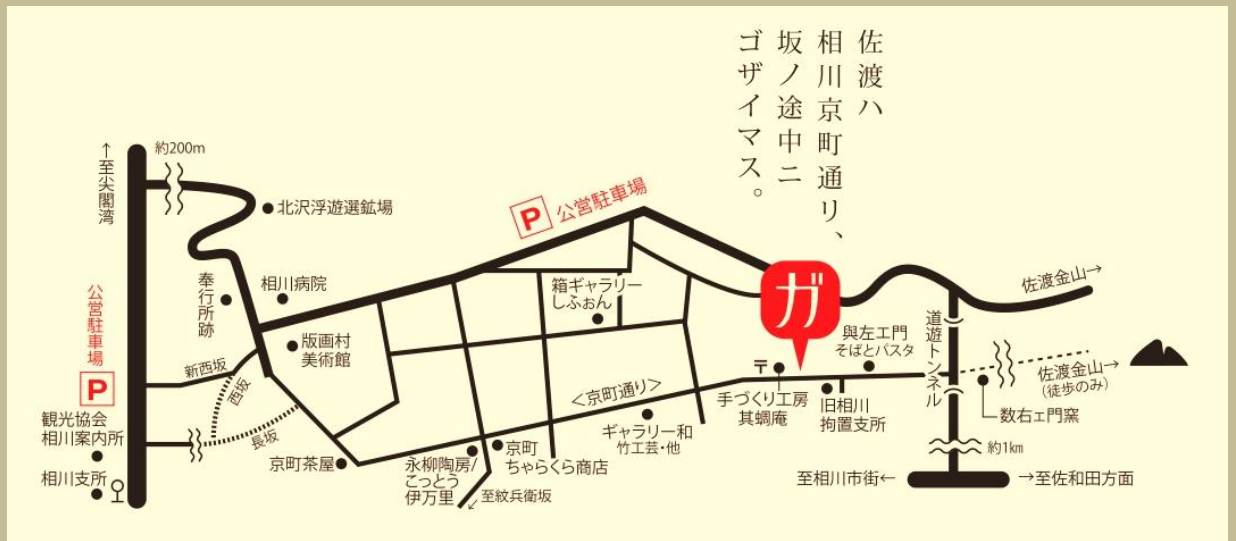 佐渡ハ
相川京町通リ、
坂ノ途中ニ
ゴザイマス。
約200m
↑至尖閣湾
北沢浮遊選鉱場
P 公営駐車場
公営駐車場
P
奉行所跡
相川病院
版画村
美術館
新西坂
西坂
長坂
観光協会
相川案内所
相川支所
京町茶屋
箱ギャラリー
しふぉん
<京町通り>
永柳陶房/
こっとう
伊万里
京町
ちゃらくら商店
至紋兵衛坂
ギャラリー和
竹工芸・他
ガ
〒
手づくり工房
其蜩庵
旧相川
拘置支所
與左エ門
そばとパスタ
道遊トンネル
佐渡金山→
佐渡金山→
(徒歩のみ)
数右ェ門窯
約1km
至相川市街←
→至佐和田方面